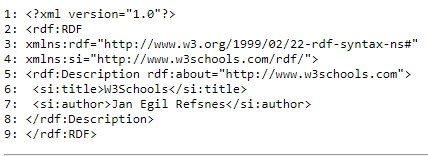 1: <?xml version="1.0"?>
2: <rdf:RDF
3: xmlns:rdf="http://www.w3.org/1999/02/22-rdf-syntax-ns#"
4: xmlns:si="http://www.w3schools.com/rdf/">
5: <rdf:Description rdf:about="http://www.w3schools.com">
6:  <si:title>W3Schools</si:title>
7:  <si:author>Jan Egil Refsnes</si:author>
8: </rdf:Description>
9: </rdf:RDF>